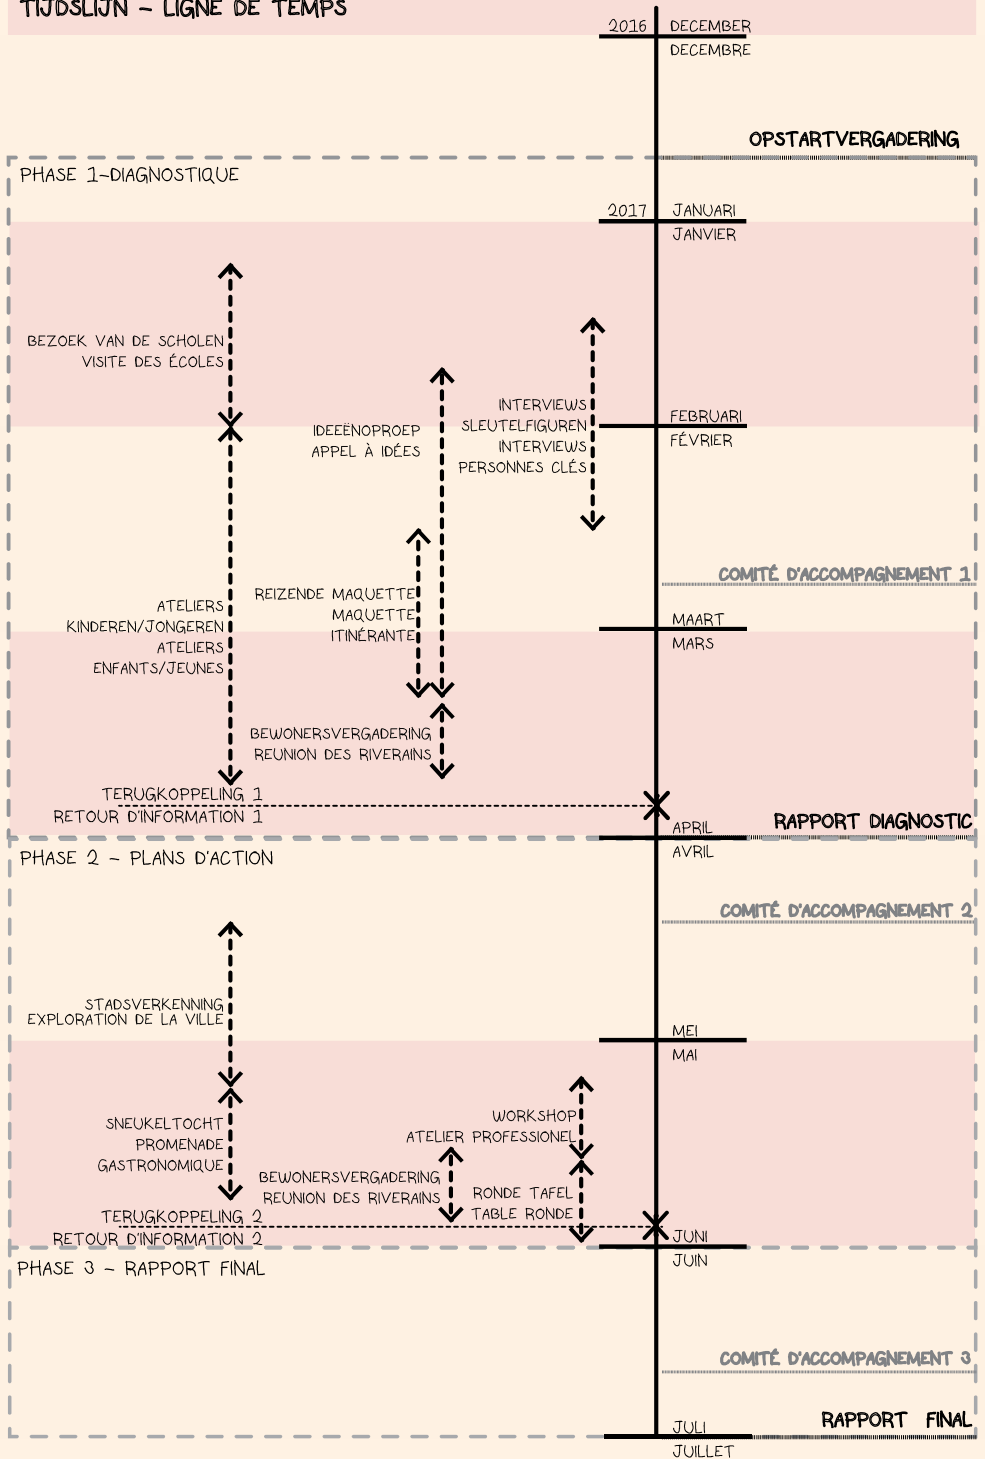 TIJDSLIJN - LIGNE DE TEMPS
2016 DECEMBER
DECEMBRE
OPSTARTVERGADERING
PHASE 1-DIAGNOSTIQUE
2017 JANUARI
JANVIER
BEZOEK VAN DE SCHOLEN
VISITE DES ÉCOLES
INTERVIEWS
SLEUTELFIGUREN
INTERVIEWS
PERSONNES CLÉS
IDEEËNOPROEP
APPEL À IDÉES
FEBRUARI
FÉVRIER
COMITÉ D'ACCOMPAGNEMENT 1
REIZENDE MAQUETTE
MAQUETTE
ITINÉRANTE
ATELIERS
KINDEREN/JONGEREN
ATELIERS
ENFANTS/JEUNES
MAART
MARS
BEWONERSVERGADERING
REUNION DES RIVERAINS
TERUGKOPPELING 1
RETOUR D'INFORMATION 1
RAPPORT DIAGNOSTIC
APRIL
AVRIL
PHASE 2 - PLANS D'ACTION
COMITÉ D'ACCOMPAGNEMENT 2
STADSVERKENNING
EXPLORATION DE LA VILLE
MEI
MAI
SNEUKELTOCHT
PROMENADE
GASTRONOMIQUE
WORKSHOP
ATELIER PROFESSIONEL
BEWONERSVERGADERING
REUNION DES RIVERAINS
RONDE TAFEL
TABLE RONDE
TERUGKOPPELING 2
RETOUR D'INFORMATION 2
JUNI
JUIN
PHASE 3 - RAPPORT FINAL
COMITÉ D'ACCOMPAGNEMENT 3
RAPPORT FINAL
JULI
JUILLET